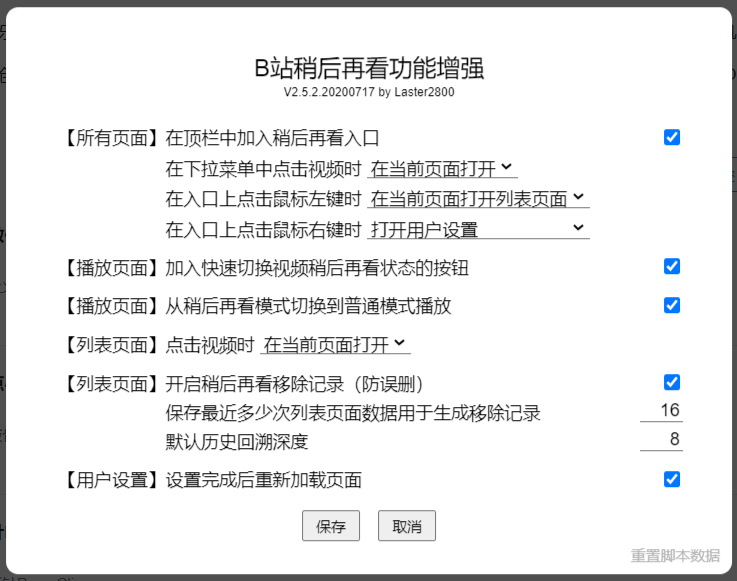 B站稍后再看功能增强
V2.5.2.20200717 by Laster2800
【所有页面】在顶栏中加入稍后再看入口
在下拉菜单中点击视频时 在当前页面打开
在入口上点击鼠标左键时 在当前页面打开列表页面
在入口上点击鼠标右键时 打开用户设置
【播放页面】加入快速切换视频稍后再看状态的按钮
【播放页面】从稍后再看模式切换到普通模式播放
【列表页面】点击视频时 在当前页面打开
【列表页面】开启稍后再看移除记录（防误删）
保存最近多少次列表页面数据用于生成移除记录 16
默认历史回溯深度 8
【用户设置】设置完成后重新加载页面
保存 取消
重置脚本数据